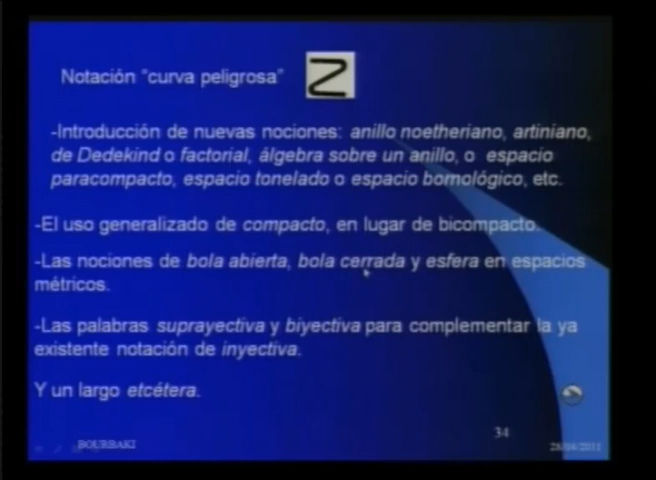 Notación "curva peligrosa"
-Introducción de nuevas nociones: anillo noetheriano, artiniano,
de Dedekind o factorial, álgebra sobre un anillo, o espacio
paracompacto, espacio tonelado o espacio bornológico, etc.
-El uso generalizado de compacto, en lugar de bicompacto.
-Las nociones de bola abierta, bola cerrada y esfera en espacios
métricos.
-Las palabras suprayectiva y biyectiva para complementar la ya
existente notación de inyectiva.
Y un largo etcétera.
34
BOURBAKI
28/04/2011